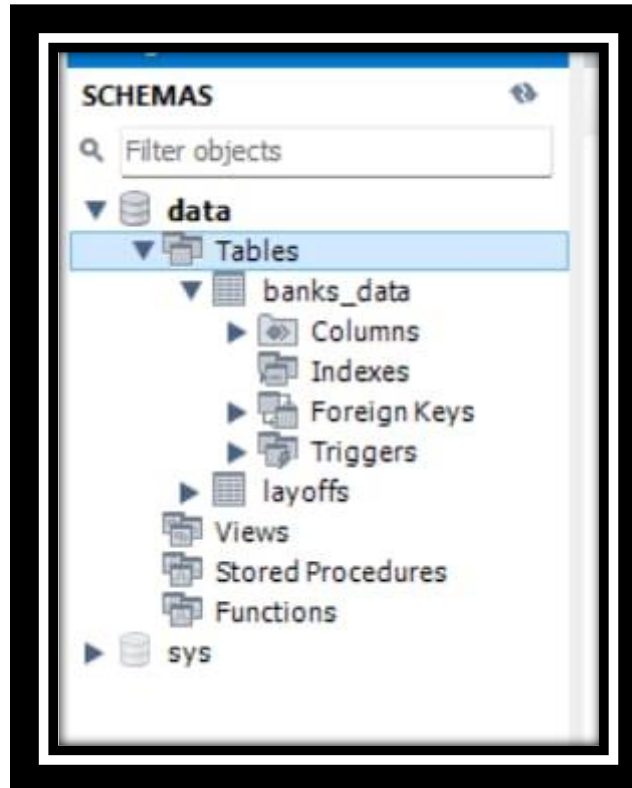 SCHEMAS
Filter objects
data
Tables
banks_data
Columns
Indexes
Foreign Keys
Triggers
layoffs
Views
Stored Procedures
Functions
sys